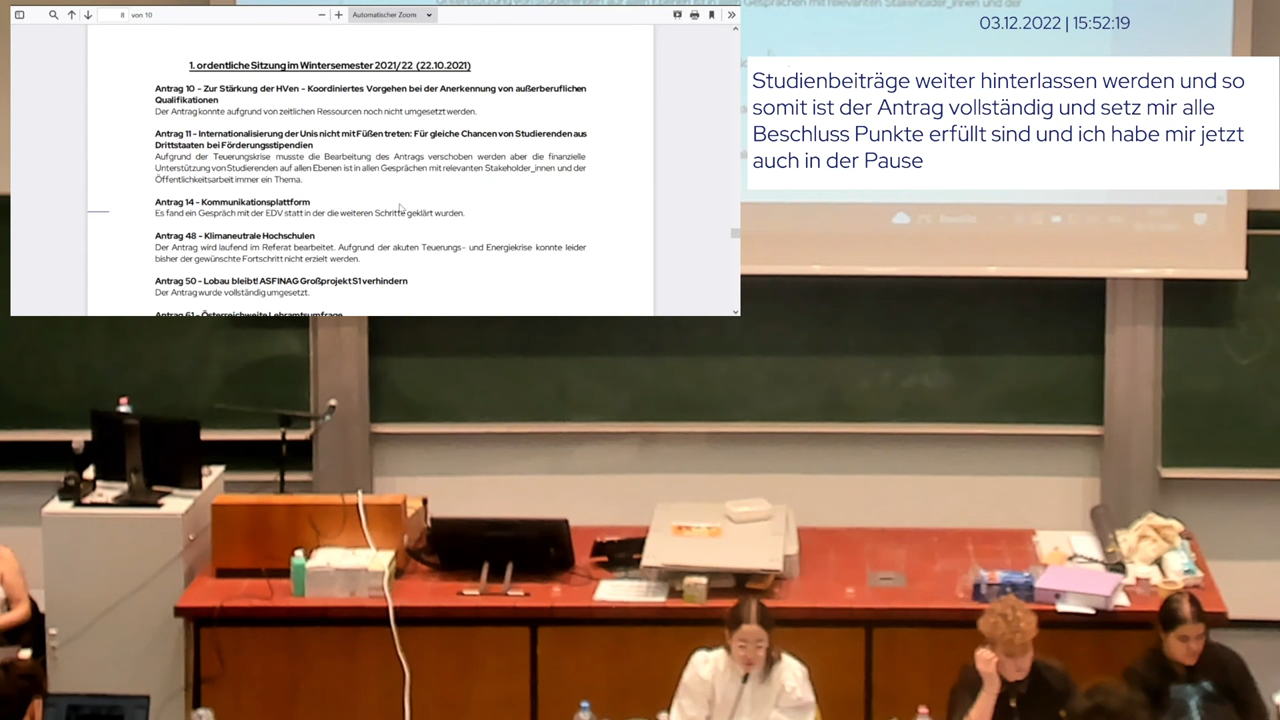 8 von 10
Automatischer Zoom
1. ordentliche Sitzung im Wintersemester 2021/22 (22.10.2021)
Antrag 10 - Zur Stärkung der HVen - Koordiniertes Vorgehen bei der Anerkennung von außerberuflichen
Qualifikationen
Der Antrag konnte aufgrund von zeitlichen Ressourcen noch nicht umgesetzt werden.
Antrag 11 - Internationalisierung der Unis nicht mit Füßen treten: Für gleiche Chancen von Studierenden aus
Drittstaaten bei Förderungsstipendien
Aufgrund der Teuerungskrise musste die Bearbeitung des Antrags verschoben werden aber die finanzielle
Unterstützung von Studierenden auf allen Ebenen ist in allen Gesprächen mit relevanten Stakeholder_innen und der
Öffentlichkeitsarbeit immer ein Thema.
Antrag 14 - Kommunikationsplattform
Es fand ein Gespräch mit der EDV statt in der die weiteren Schritte geklärt wurden.
Antrag 48 - Klimaneutrale Hochschulen
Der Antrag wird laufend im Referat bearbeitet. Aufgrund der akuten Teuerungs- und Energiekrise konnte leider
bisher der gewünschte Fortschritt nicht erzielt werden.
Antrag 50 - Lobau bleibt! ASFINAG Großprojekt S1 verhindern
Der Antrag wurde vollständig umgesetzt.
Antrag 61 - Österreichweite Lehramtsumfrage
03.12.2022 | 15:52:19
Studienbeiträge weiter hinterlassen werden und so
somit ist der Antrag vollständig und setz mir alle
Beschluss Punkte erfüllt sind und ich habe mir jetzt
auch in der Pause